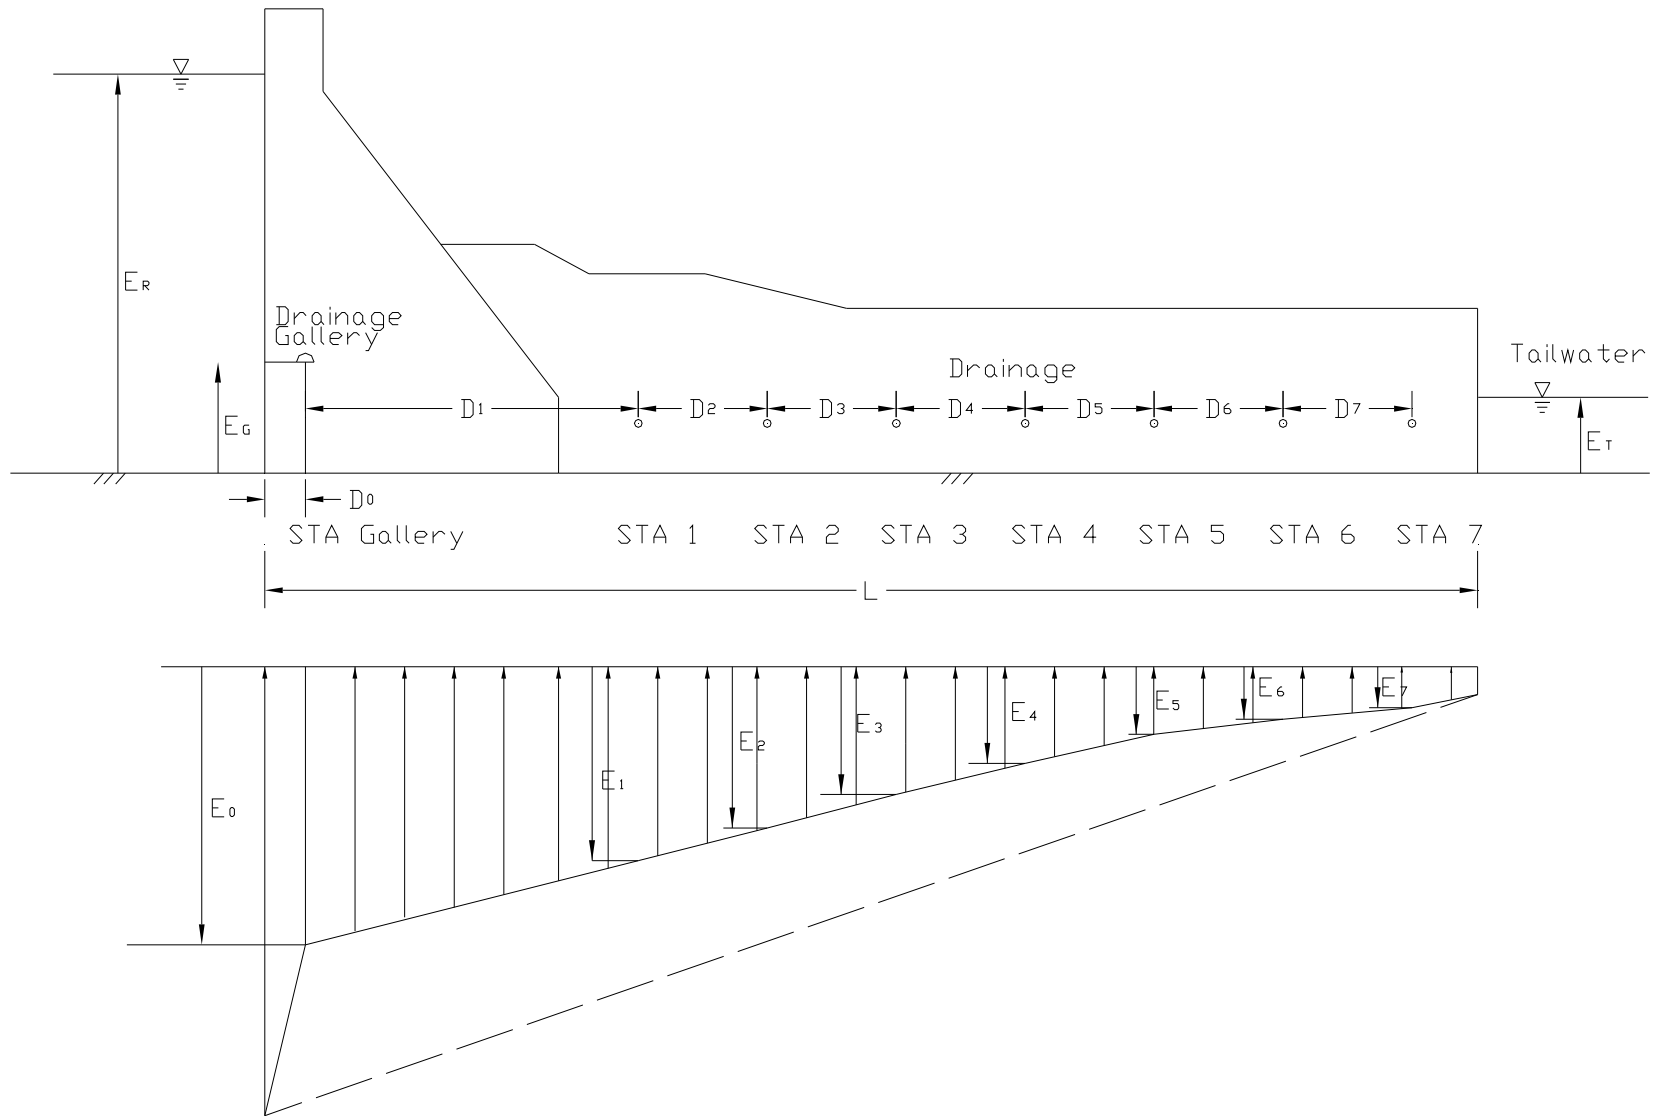 ER
Drainage
Gallery
Tailwater
Drainage
D1
D2
D3
D4
D5
D6
D7
EG
ET
D0
STA Gallery
STA 1
STA 2
STA 3
STA 4
STA 5
STA 6
STA 7
L
E0
E1
E2
E3
E4
E5
E6
E7